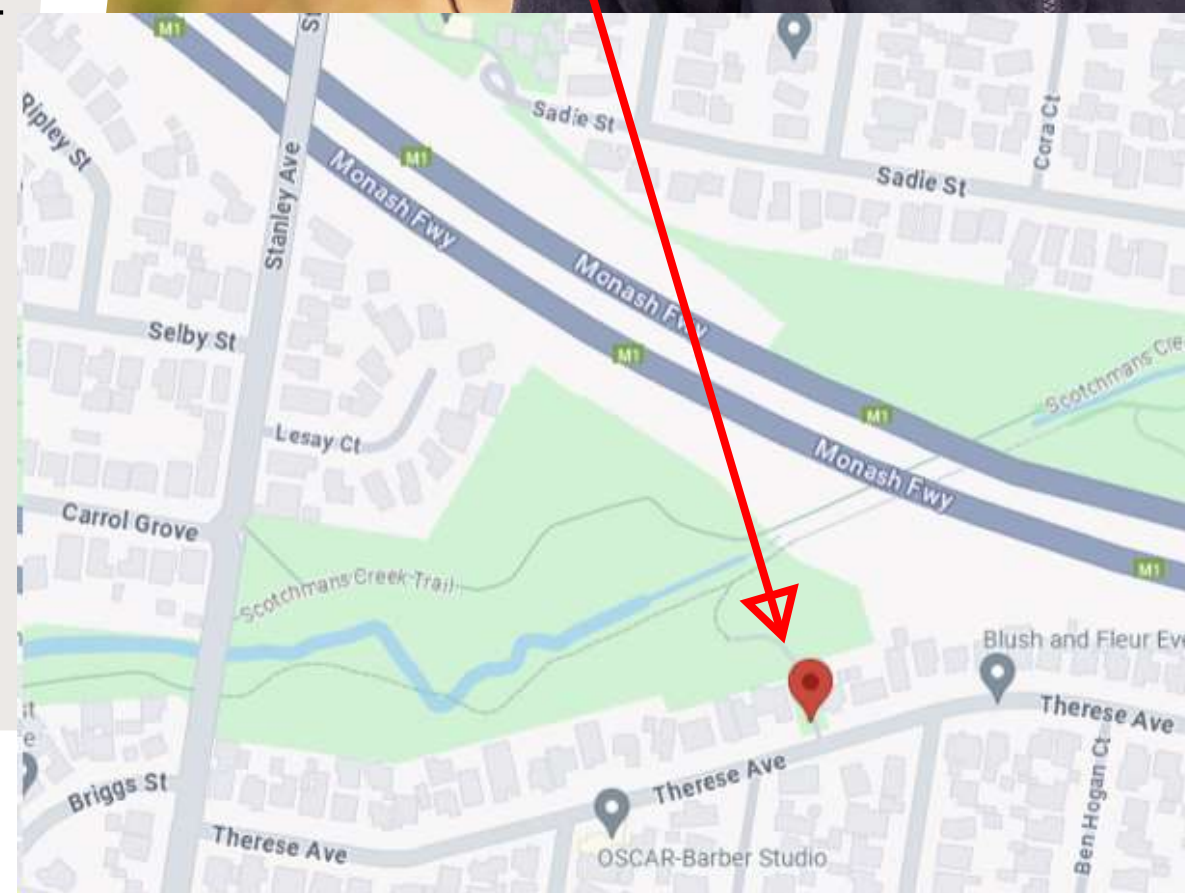 M1
St
Ripley St
Sadie St
Cora Ct
M1
Stanley Ave
Monash Fwy
Sadie St
Monash Fwy
Selby St
M1
Scotchmans Cre
M1
Lesay Ct
Monash Fwy
Carrol Grove
M1
Scotchmans Creek Trail
Blush and Fleur Eve
Therese Ave
Therese Ave
Briggs St
Ben Hogan Ct
Therese Ave
OSCAR-Barber Studio